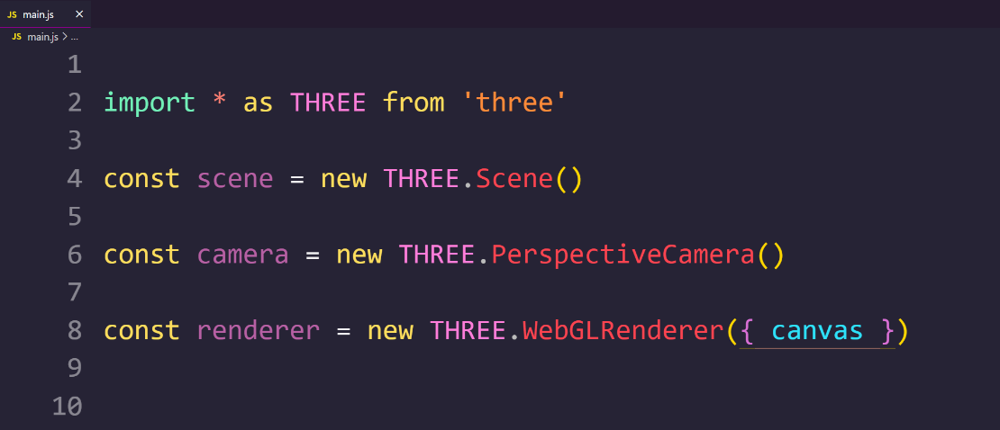 JS main.js ×
JS main.js > ...
1
2 import * as THREE from 'three'
3
4 const scene = new THREE.Scene()
5
6 const camera = new THREE.PerspectiveCamera()
7
8 const renderer = new THREE.WebGLRenderer({ canvas })
9
10